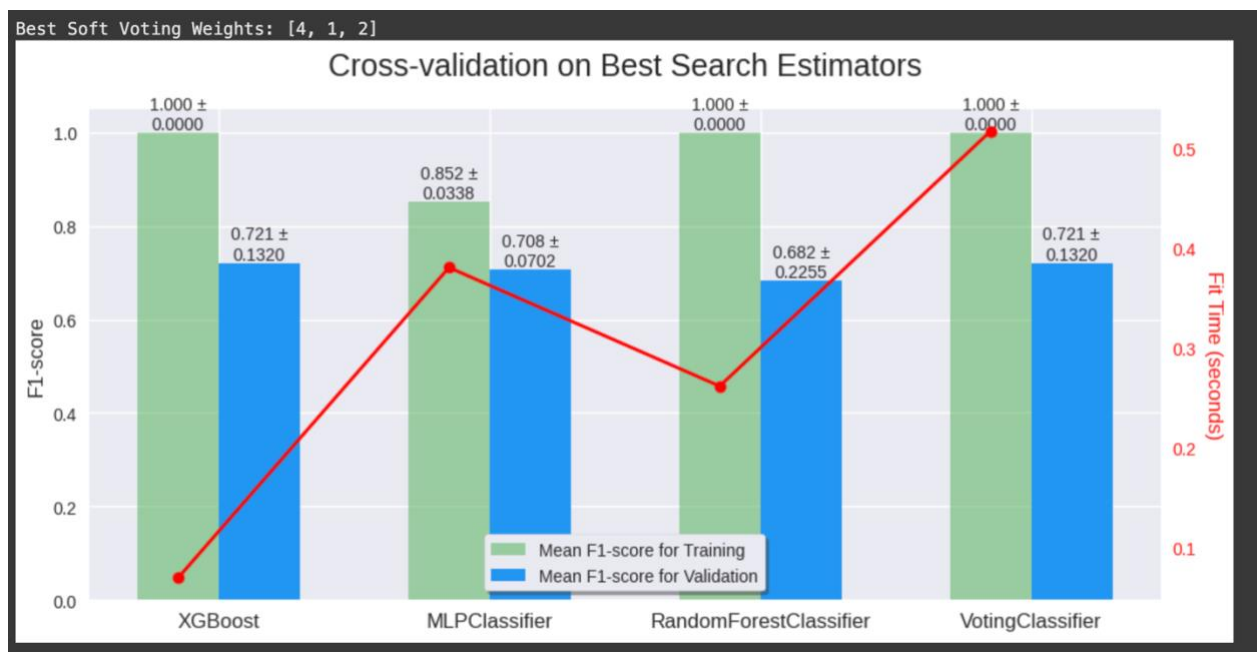 Best Soft Voting Weights: [4, 1, 2]
Cross-validation on Best Search Estimators
1.000 ±
0.0000
0.721 ±
0.1320
0.852 ±
0.0338
0.708 ±
0.0702
1.000 ±
0.0000
0.682 ±
0.2255
1.000 ±
0.0000
0.721 ±
0.1320
F1-score
1.0
0.8
0.6
0.4
0.2
0.0
Fit Time (seconds)
0.5
0.4
0.3
0.2
0.1
Mean F1-score for Training
Mean F1-score for Validation
XGBoost
MLPClassifier
RandomForestClassifier
VotingClassifier